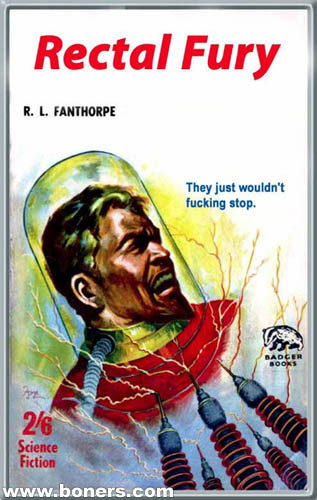 Rectal Fury
R. L. FANTHORPE
They just wouldn't
fucking stop.
BADGER
BOOKS
2/6
Science
Fiction
www.boners.com